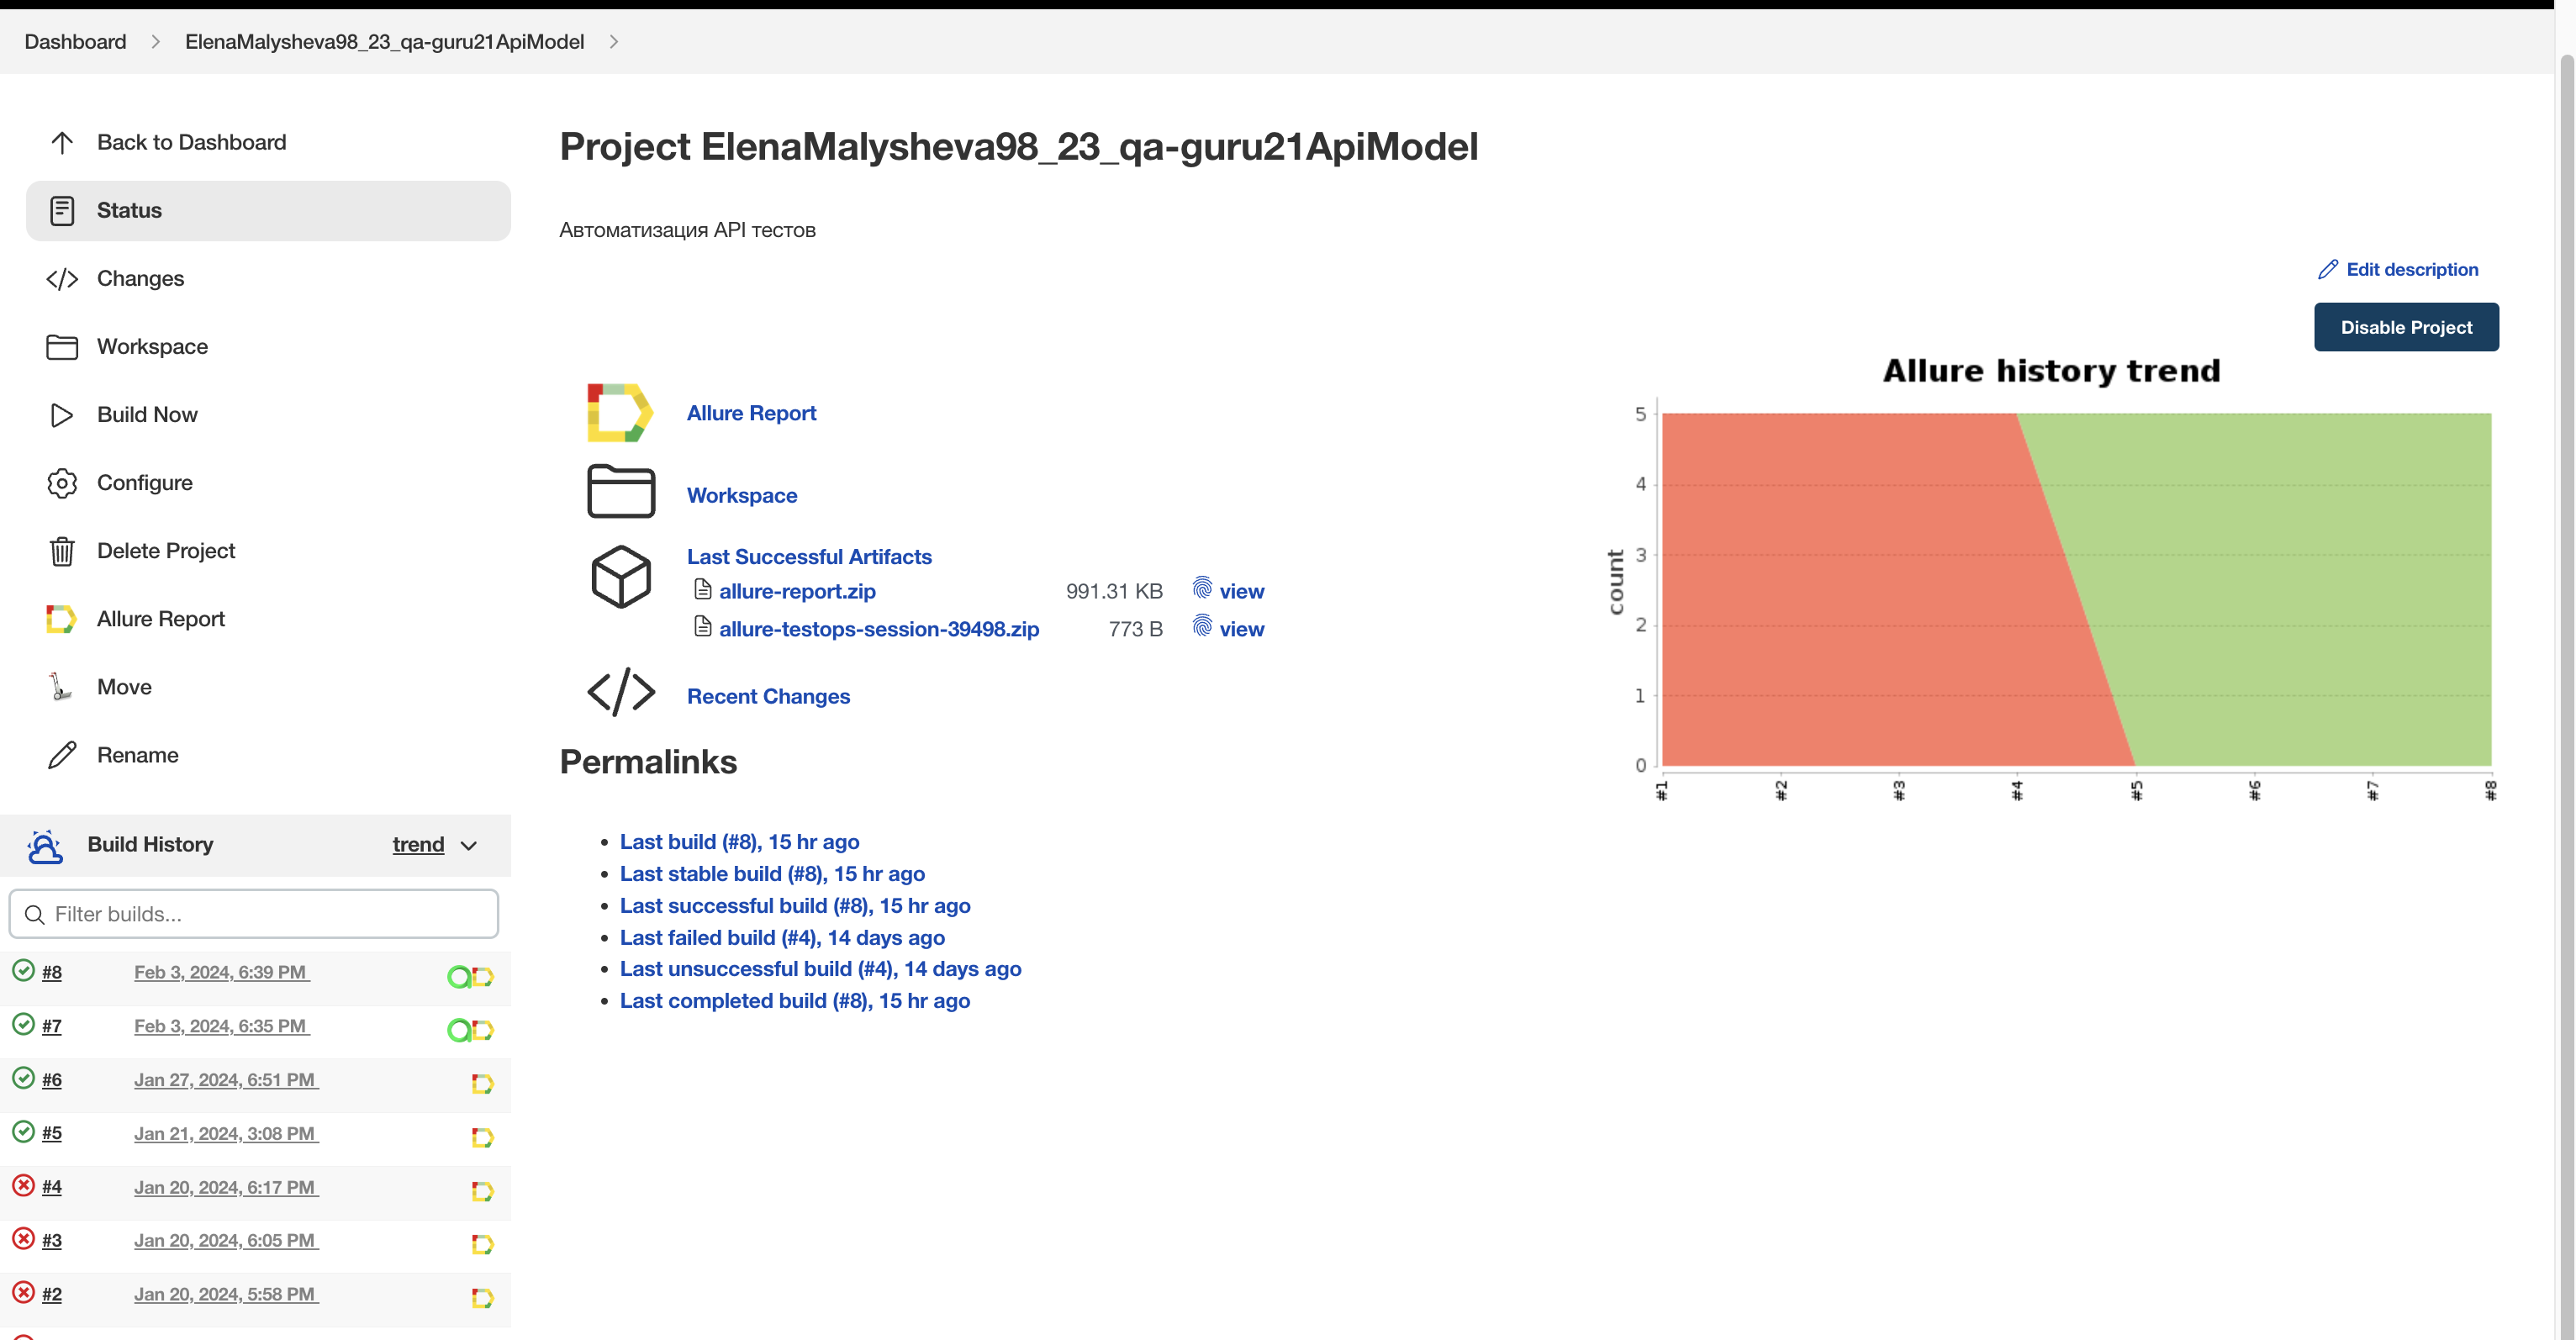 Dashboard > ElenaMalysheva98_23_qa-guru21ApiModel >
Back to Dashboard
Status
Changes
Workspace
Build Now
Configure
Delete Project
Allure Report
Move
Rename
Build History trend
Filter builds...
#8 Feb 3, 2024, 6:39 PM
#7 Feb 3, 2024, 6:35 PM
#6 Jan 27, 2024, 6:51 PM
#5 Jan 21, 2024, 3:08 PM
#4 Jan 20, 2024, 6:17 PM
#3 Jan 20, 2024, 6:05 PM
#2 Jan 20, 2024, 5:58 PM
Project ElenaMalysheva98_23_qa-guru21ApiModel
Автоматизация API тестов
Edit description
Disable Project
Allure Report
Workspace
Last Successful Artifacts
allure-report.zip 991.31 KB view
allure-testops-session-39498.zip 773 B view
Recent Changes
Permalinks
Last build (#8), 15 hr ago
Last stable build (#8), 15 hr ago
Last successful build (#8), 15 hr ago
Last failed build (#4), 14 days ago
Last unsuccessful build (#4), 14 days ago
Last completed build (#8), 15 hr ago
Allure history trend
count
5
4
3
2
1
0
#1 #2 #3 #4 #5 #6 #7 #8